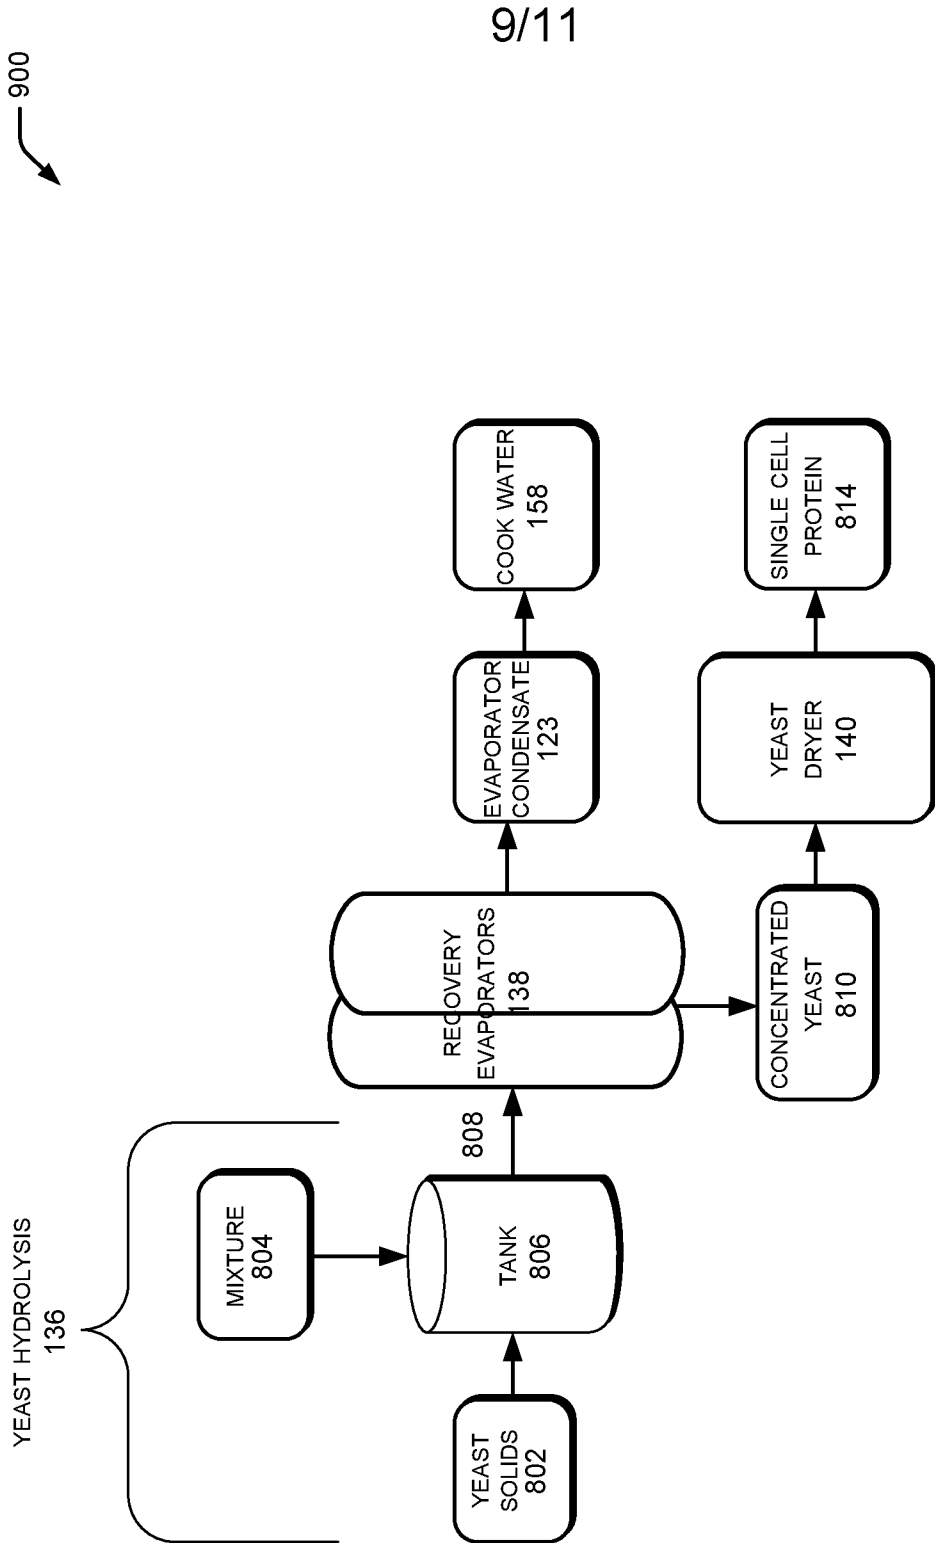 9/11
900
YEAST HYDROLYSIS
136
MIXTURE
804
YEAST
SOLIDS
802
TANK
806
808
RECOVERY
EVAPORATORS
138
EVAPORATOR
CONDENSATE
123
COOK WATER
158
CONCENTRATED
YEAST
810
YEAST
DRYER
140
SINGLE CELL
PROTEIN
814